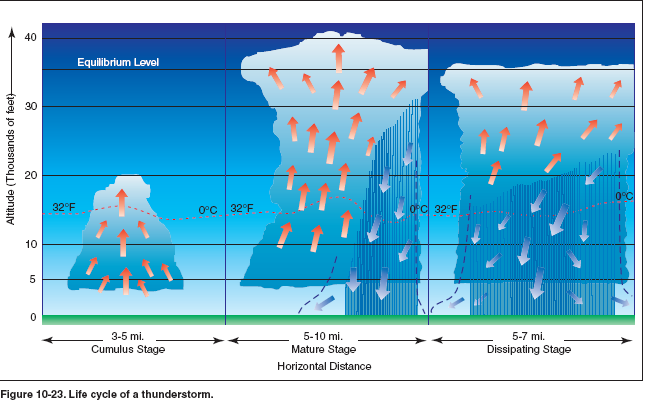 40
Equilibrium Level
30
20
10
5
0
Altitude (Thousands of feet)
32°F
0°C
32°F
0°C
32°F
0°C
3-5 mi.
5-10 mi.
5-7 mi.
Cumulus Stage
Mature Stage
Dissipating Stage
Horizontal Distance
Figure 10-23. Life cycle of a thunderstorm.